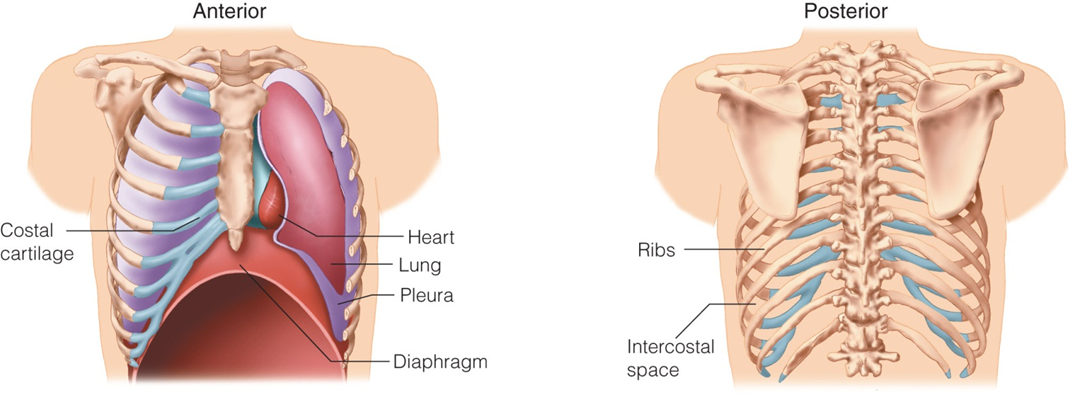 Anterior
Costal
cartilage
Heart
Lung
Pleura
Diaphragm
Posterior
Ribs
Intercostal
space